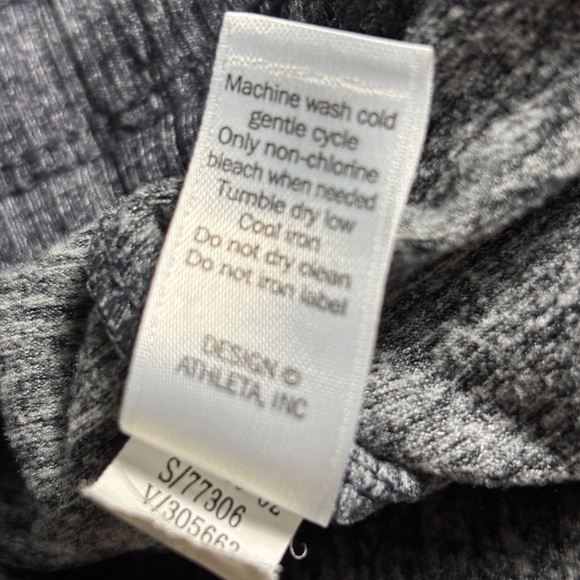 Machine wash cold
gentle cycle
Only non-chlorine
bleach when needed
Tumble dry low
Cool iron
Do not dry clean
Do not iron label
DESIGN ©
ATHLETA, INC
02
S/77306